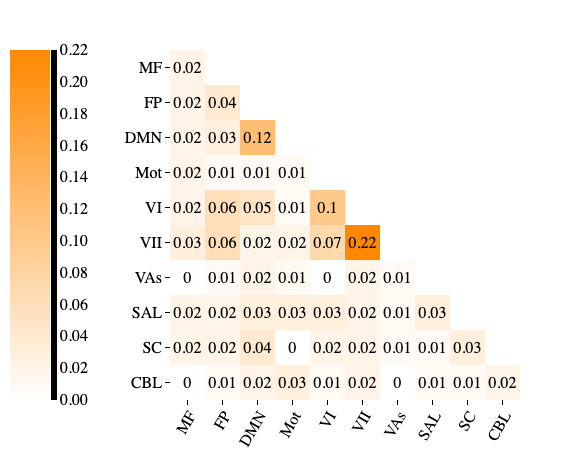 0.22
0.20
0.18
0.16
0.14
0.12
0.10
0.08
0.06
0.04
0.02
0.00
MF 0.02
FP 0.02 0.04
DMN 0.02 0.03 0.12
Mot 0.02 0.01 0.01 0.01
VI 0.02 0.06 0.05 0.01 0.1
VII 0.03 0.06 0.02 0.02 0.07 0.22
VAs 0 0.01 0.02 0.01 0 0.02 0.01
SAL 0.02 0.02 0.03 0.03 0.03 0.02 0.01 0.03
SC 0.02 0.02 0.04 0 0.02 0.02 0.01 0.01 0.03
CBL 0 0.01 0.02 0.03 0.01 0.02 0 0.01 0.01 0.02
MF FP DMN Mot VI VII VAs SAL SC CBL